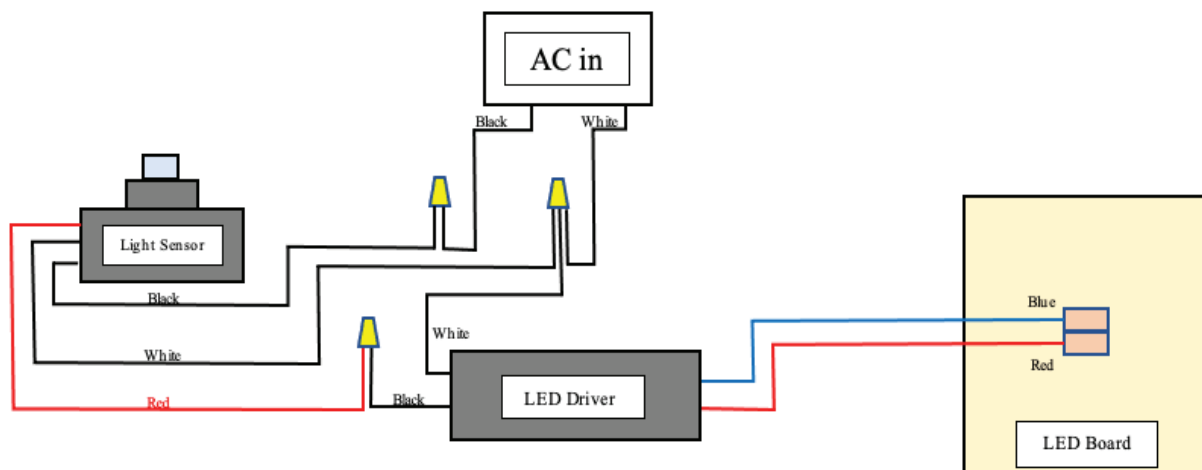 AC in
Black
White
Light Sensor
Black
White
Red
White
Black
LED Driver
Blue
Red
LED Board